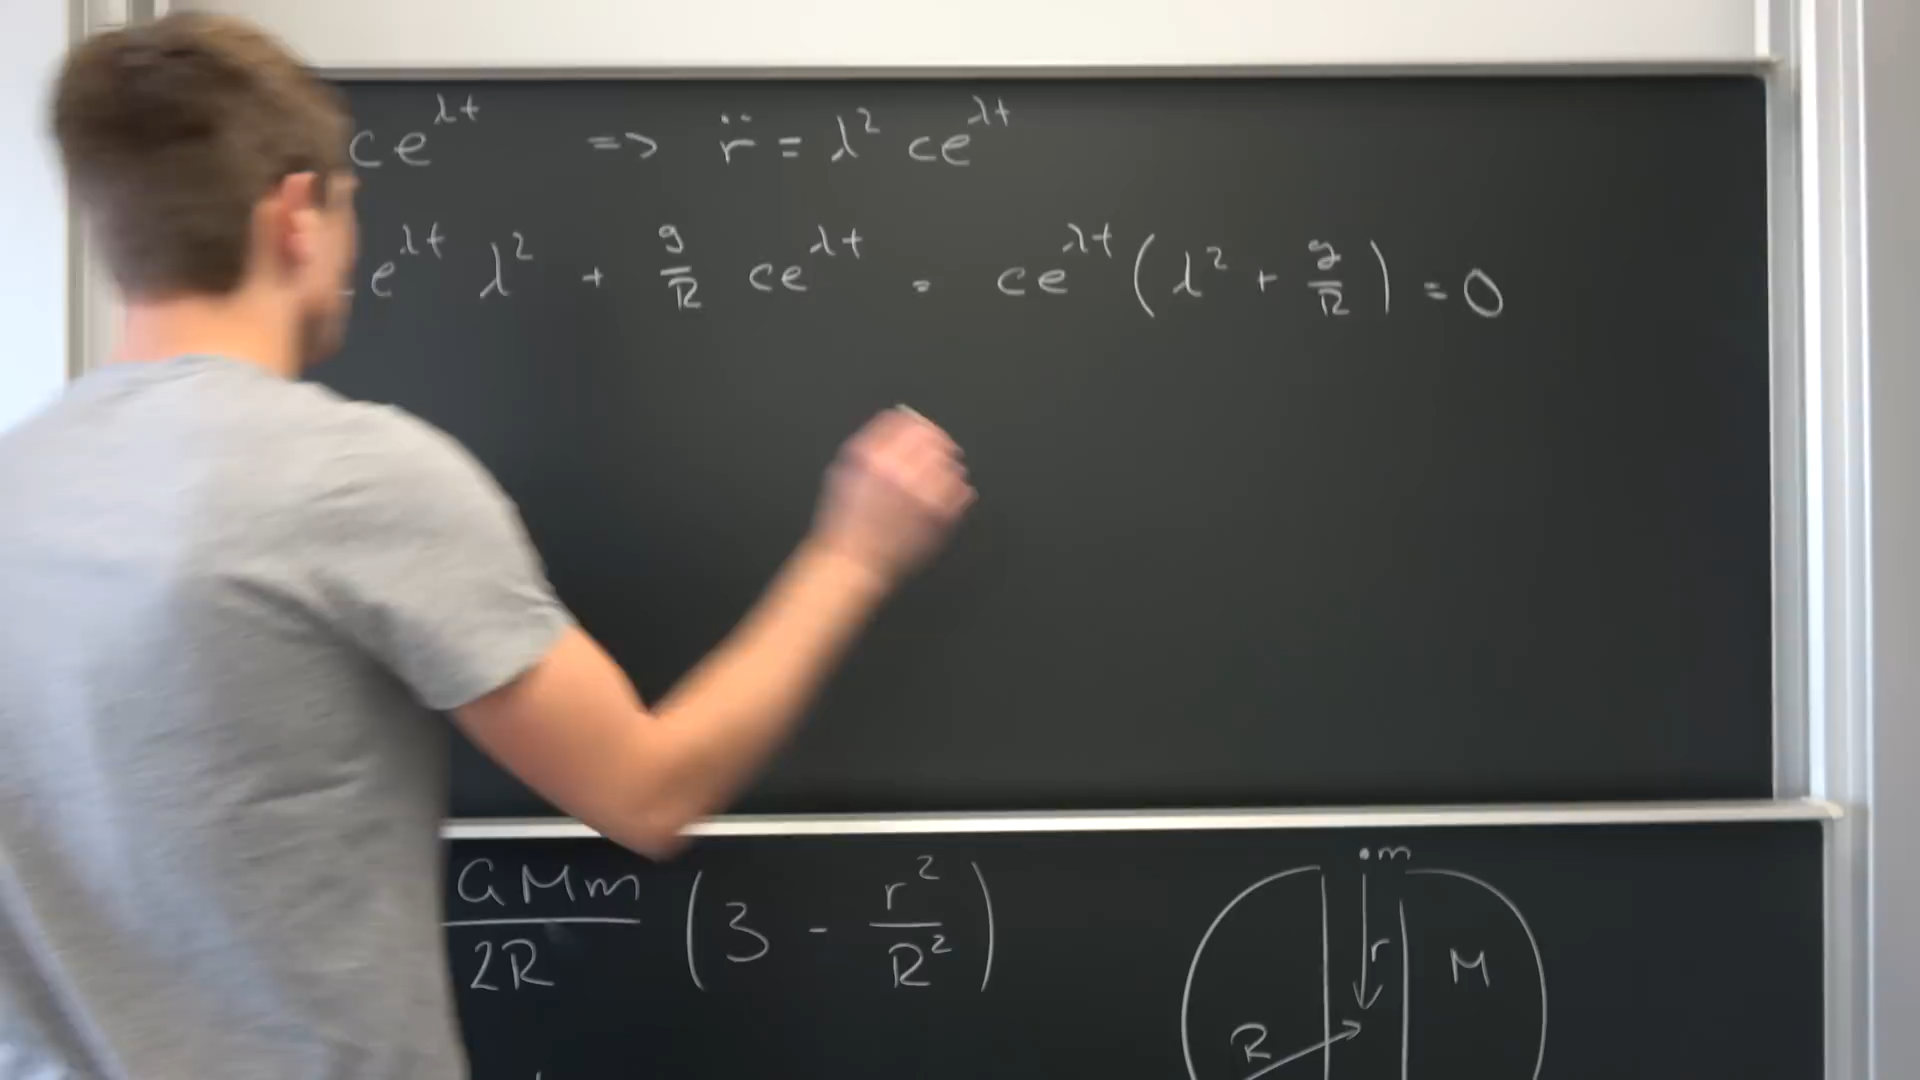 ce^{λt} => r̈ = λ² ce^{λt}
e^{λt} λ² + g/R ce^{λt} = ce^{λt} (λ² + g/R) = 0
GMm/2R (3 - r²/R²)
m
r
M
R